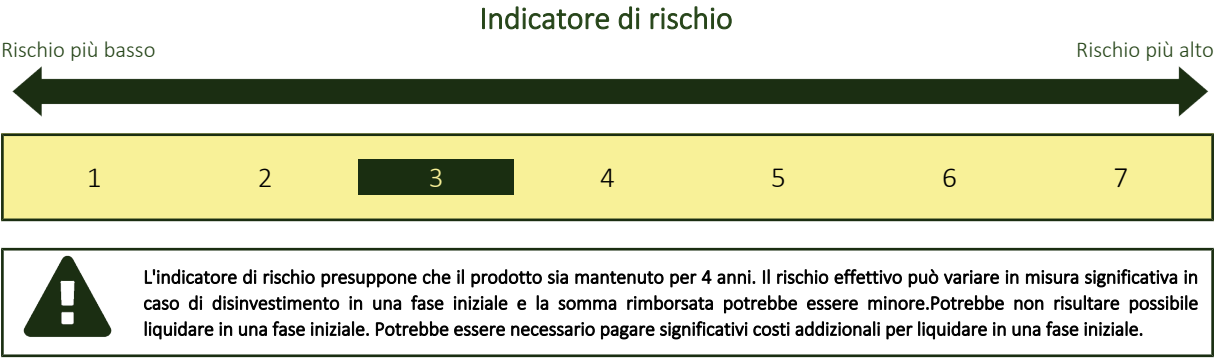 Indicatore di rischio
Rischio più basso
Rischio più alto
1 2 3 4 5 6 7
L'indicatore di rischio presuppone che il prodotto sia mantenuto per 4 anni. Il rischio effettivo può variare in misura significativa in
caso di disinvestimento in una fase iniziale e la somma rimborsata potrebbe essere minore.Potrebbe non risultare possibile
liquidare in una fase iniziale. Potrebbe essere necessario pagare significativi costi addizionali per liquidare in una fase iniziale.